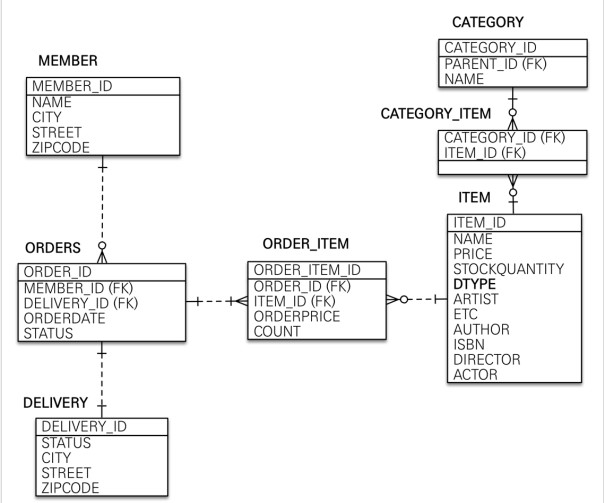 CATEGORY
CATEGORY_ID
PARENT_ID (FK)
NAME
MEMBER
MEMBER_ID
NAME
CITY
STREET
ZIPCODE
CATEGORY_ITEM
CATEGORY_ID (FK)
ITEM_ID (FK)
ITEM
ITEM_ID
NAME
PRICE
STOCKQUANTITY
DTYPE
ARTIST
ETC
AUTHOR
ISBN
DIRECTOR
ACTOR
ORDERS
ORDER_ID
MEMBER_ID (FK)
DELIVERY_ID (FK)
ORDERDATE
STATUS
ORDER_ITEM
ORDER_ITEM_ID
ORDER_ID (FK)
ITEM_ID (FK)
ORDERPRICE
COUNT
DELIVERY
DELIVERY_ID
STATUS
CITY
STREET
ZIPCODE